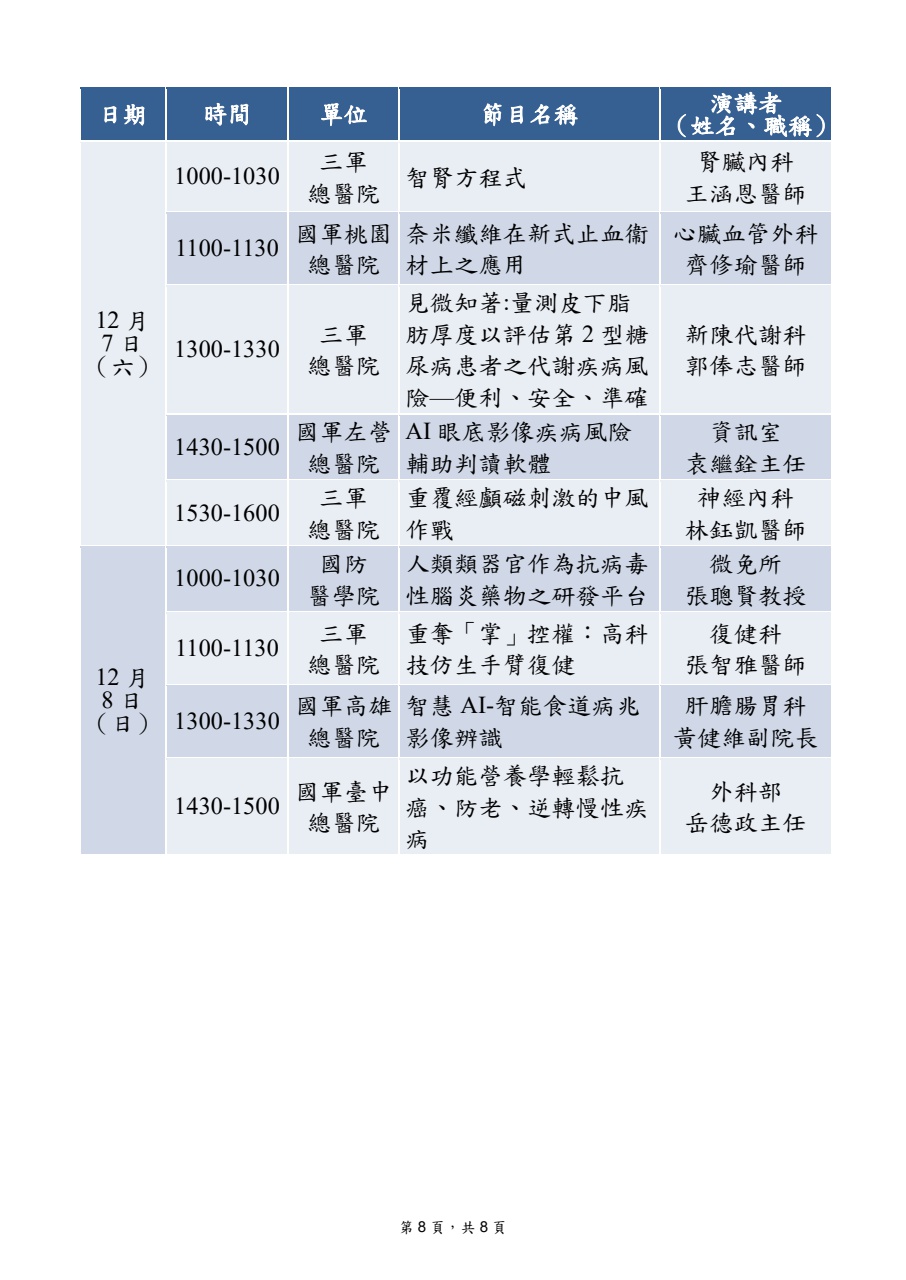 日期 時間 單位 節目名稱 演講者
（姓名、職稱）
12 月
7 日
（六）
1000-1030
三軍
總醫院
智腎方程式
腎臟內科
王涵恩醫師
1100-1130
國軍桃園
總醫院
奈米纖維在新式止血衞
材上之應用
心臟血管外科
齊修瑜醫師
1300-1330
三軍
總醫院
見微知著:量測皮下脂
肪厚度以評估第 2 型糖
尿病患者之代謝疾病風
險—便利、安全、準確
新陳代謝科
郭俸志醫師
1430-1500
國軍左營
總醫院
AI 眼底影像疾病風險
輔助判讀軟體
資訊室
袁繼銓主任
1530-1600
三軍
總醫院
重覆經顱磁刺激的中風
作戰
神經內科
林鈺凱醫師
12 月
8 日
（日）
1000-1030
國防
醫學院
人類類器官作為抗病毒
性腦炎藥物之研發平台
微免所
張聰賢教授
1100-1130
三軍
總醫院
重奪「掌」控權：高科
技仿生手臂復健
復健科
張智雅醫師
1300-1330
國軍高雄
總醫院
智慧 AI-智能食道病兆
影像辨識
肝膽腸胃科
黃健維副院長
1430-1500
國軍臺中
總醫院
以功能營養學輕鬆抗
癌、防老、逆轉慢性疾
病
外科部
岳德政主任
第 8 頁，共 8 頁